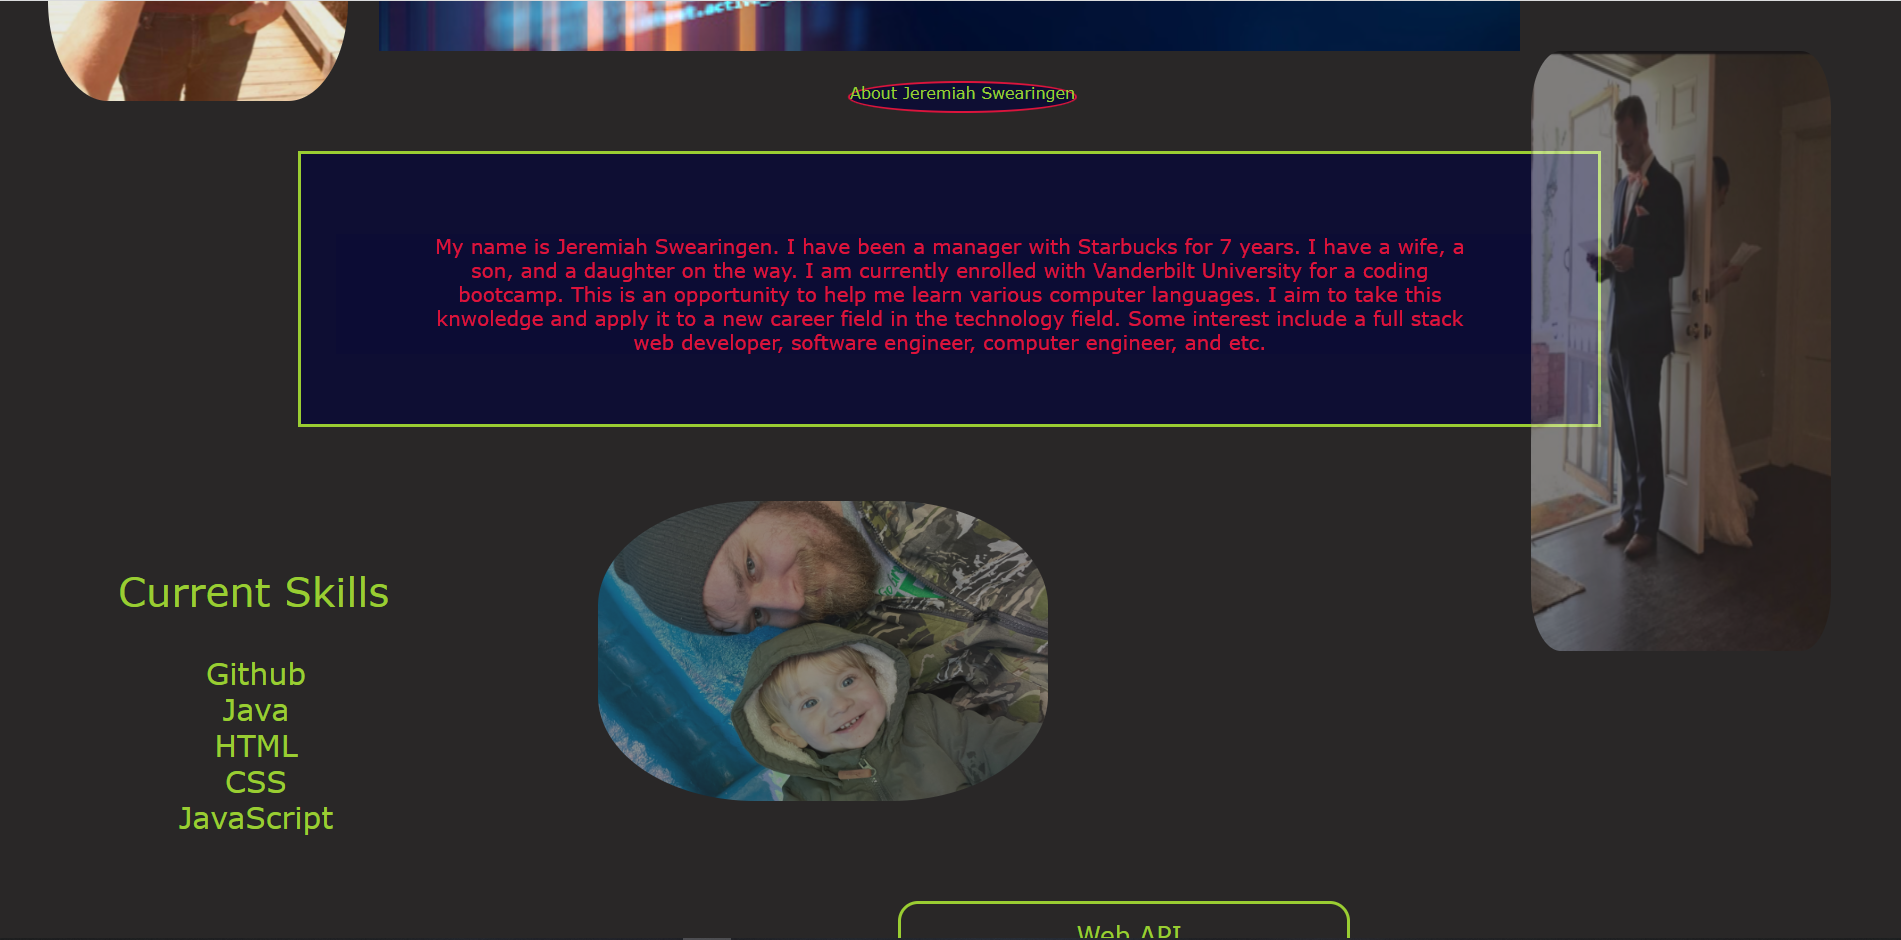 About Jeremiah Swearingen
My name is Jeremiah Swearingen. I have been a manager with Starbucks for 7 years. I have a wife, a
son, and a daughter on the way. I am currently enrolled with Vanderbilt University for a coding
bootcamp. This is an opportunity to help me learn various computer languages. I aim to take this
knwoledge and apply it to a new career field in the technology field. Some interest include a full stack
web developer, software engineer, computer engineer, and etc.
Current Skills
Github
Java
HTML
CSS
JavaScript
Web API